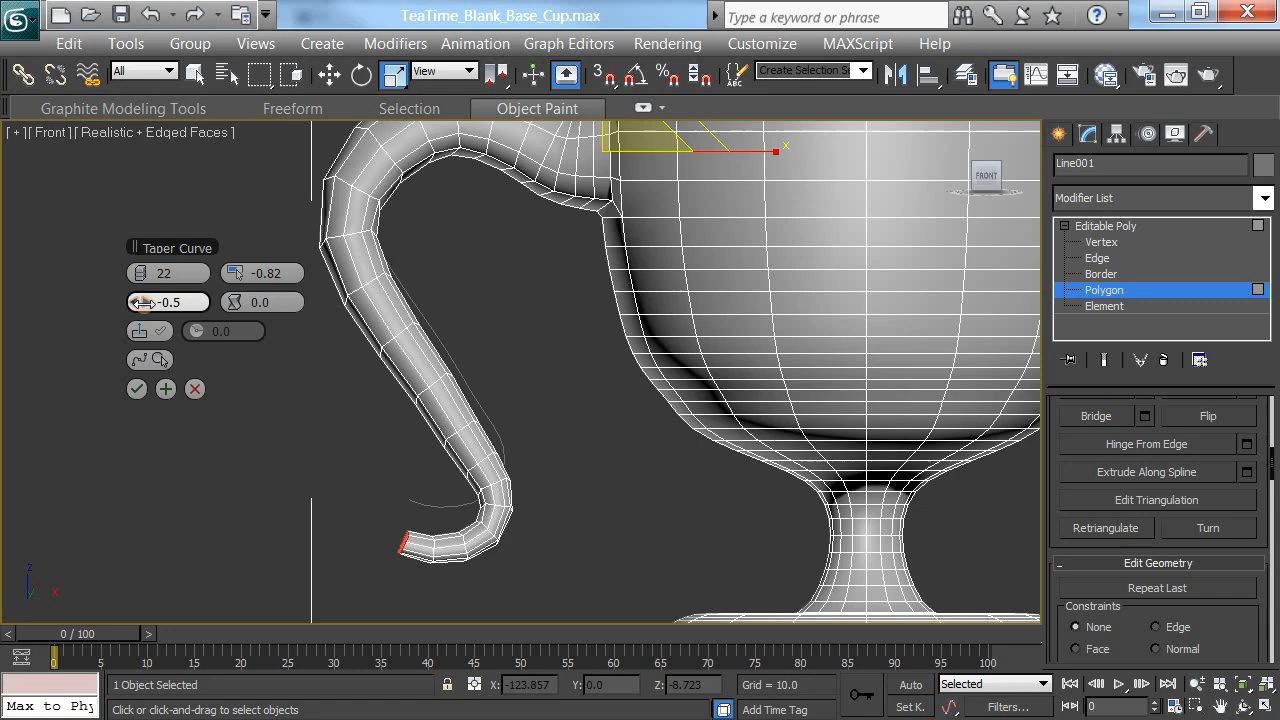 TeaTime_Blank_Base_Cup.max
Type a keyword or phrase
Edit Tools Group Views Create Modifiers Animation Graph Editors Rendering Customize MAXScript Help
All
View
3
%
ABC
Create Selection Se
Graphite Modeling Tools Freeform Selection Object Paint
[ + ][ Front ][ Realistic + Edged Faces ]
x
FRONT
Taper Curve
22
-0.82
-0.5
0.0
0.0
z
y
x
Line001
Modifier List
Editable Poly
Vertex
Edge
Border
Polygon
Element
Bridge
Flip
Hinge From Edge
Extrude Along Spline
Edit Triangulation
Retriangulate
Turn
- Edit Geometry
Repeat Last
Constraints
None
Edge
Face
Normal
< 0 / 100 >
0 5 10 15 20 25 30 35 40 45 50 55 60 65 70 75 80 85 90 95 100
1 Object Selected
X: -123.857
Y: 0.0
Z: -8.723
Grid = 10.0
Auto
Selected
Max to Phy
Click or click-and-drag to select objects
Add Time Tag
Set K.
Filters...
0